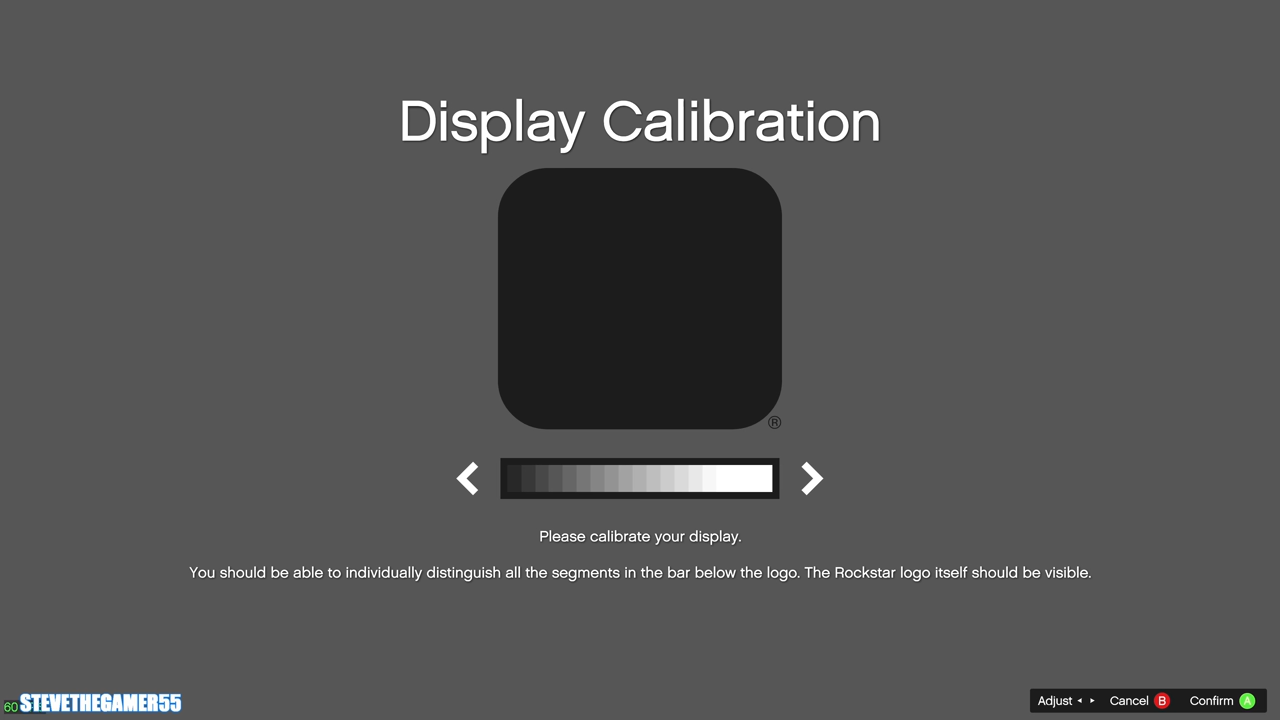 Display Calibration
®
Please calibrate your display.
You should be able to individually distinguish all the segments in the bar below the logo. The Rockstar logo itself should be visible.
Adjust Cancel B Confirm A
60 STEVETHEGAMER55